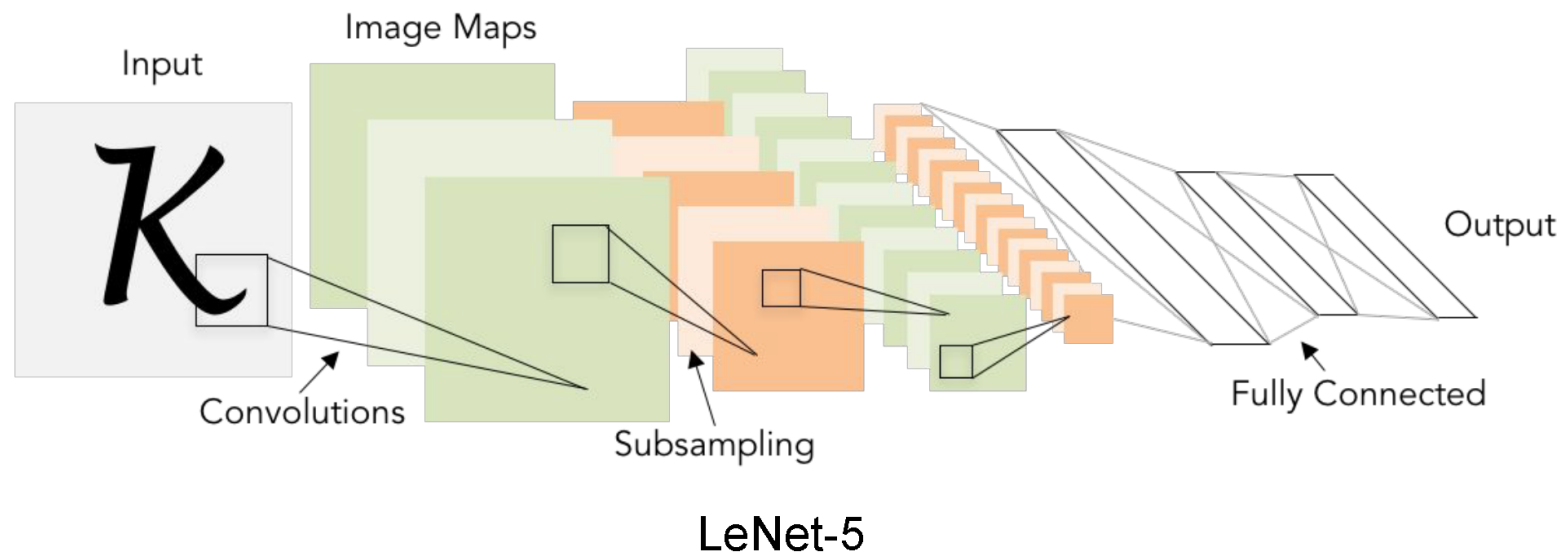 Image Maps
Input
K
Output
Convolutions
Fully Connected
Subsampling
LeNet-5